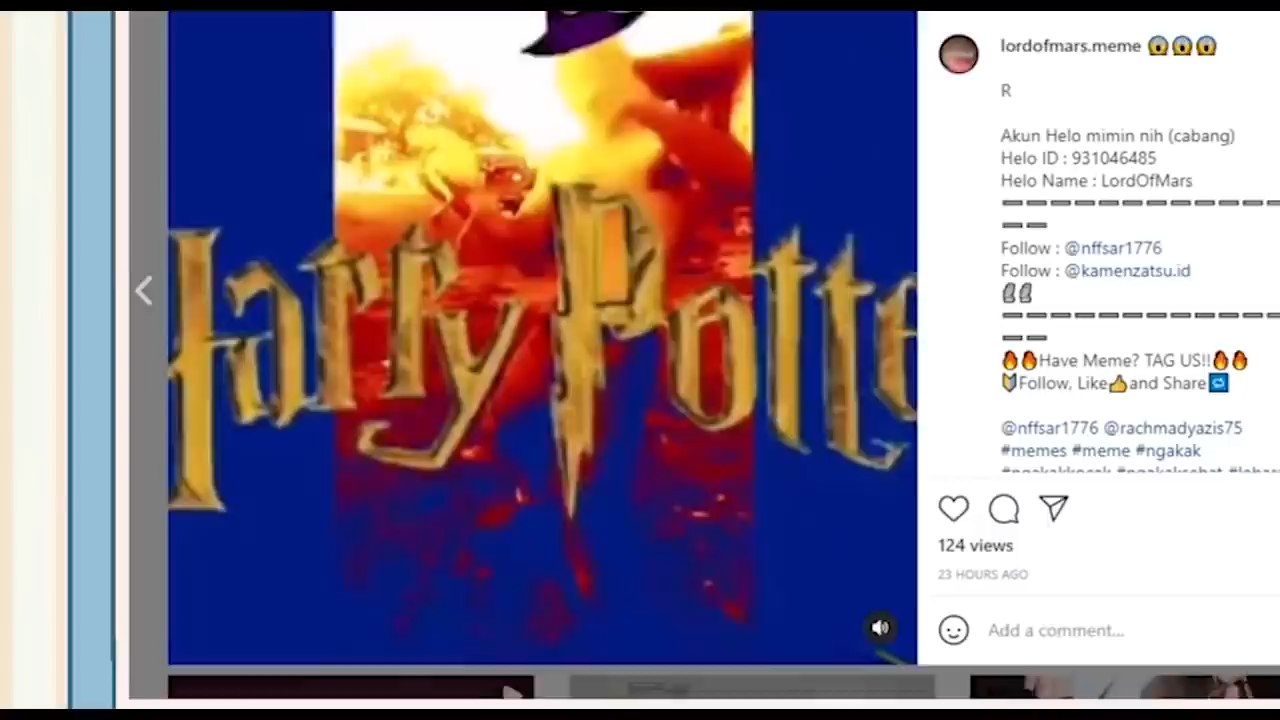 Harry Potte
lordofmars.meme 😱😱😱
R
Akun Helo mimin nih (cabang)
Helo ID : 931046485
Helo Name : LordOfMars
Follow : @nffsar1776
Follow : @kamenzatsu.id
🔥🔥Have Meme? TAG US!!🔥🔥
🔰Follow, Like👍and Share🔁
@nffsar1776 @rachmadyazis75
#memes #meme #ngakak
#ngakakkocak #ngakaksehat
124 views
23 HOURS AGO
Add a comment...